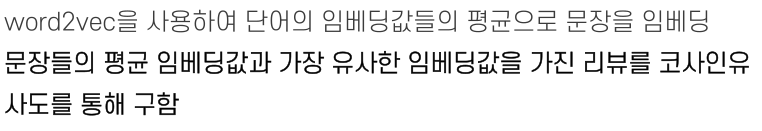 word2vec을 사용하여 단어의 임베딩값들의 평균으로 문장을 임베딩
문장들의 평균 임베딩값과 가장 유사한 임베딩값을 가진 리뷰를 코사인유
사도를 통해 구함